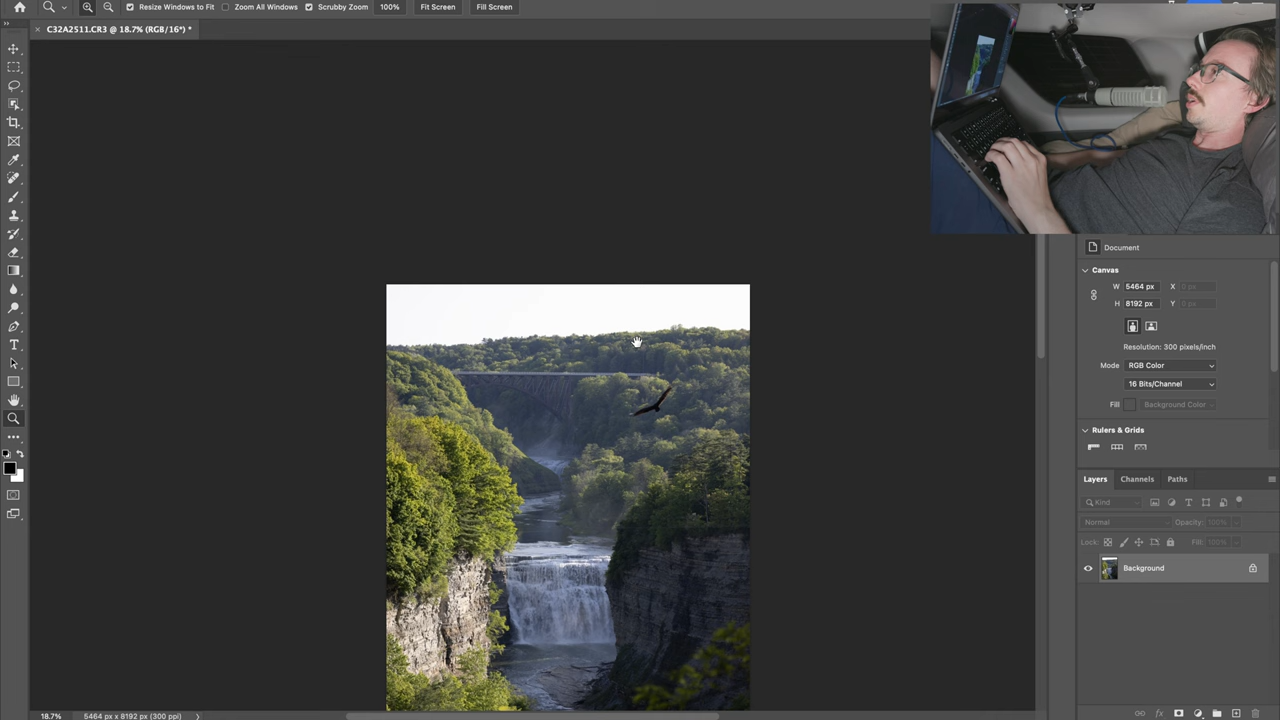 Resize Windows to Fit Zoom All Windows Scrubby Zoom 100% Fit Screen Fill Screen
C32A2511.CR3 @ 18.7% (RGB/16*) *
Document
Canvas
W 5464 px X 0 px
H 8192 px Y 0 px
Resolution: 300 pixels/inch
Mode RGB Color
16 Bits/Channel
Fill Background Color
Rulers & Grids
Layers Channels Paths
Kind
Normal Opacity: 100%
Lock: Fill: 100%
Background
18.7% 5464 px x 8192 px (300 ppi)